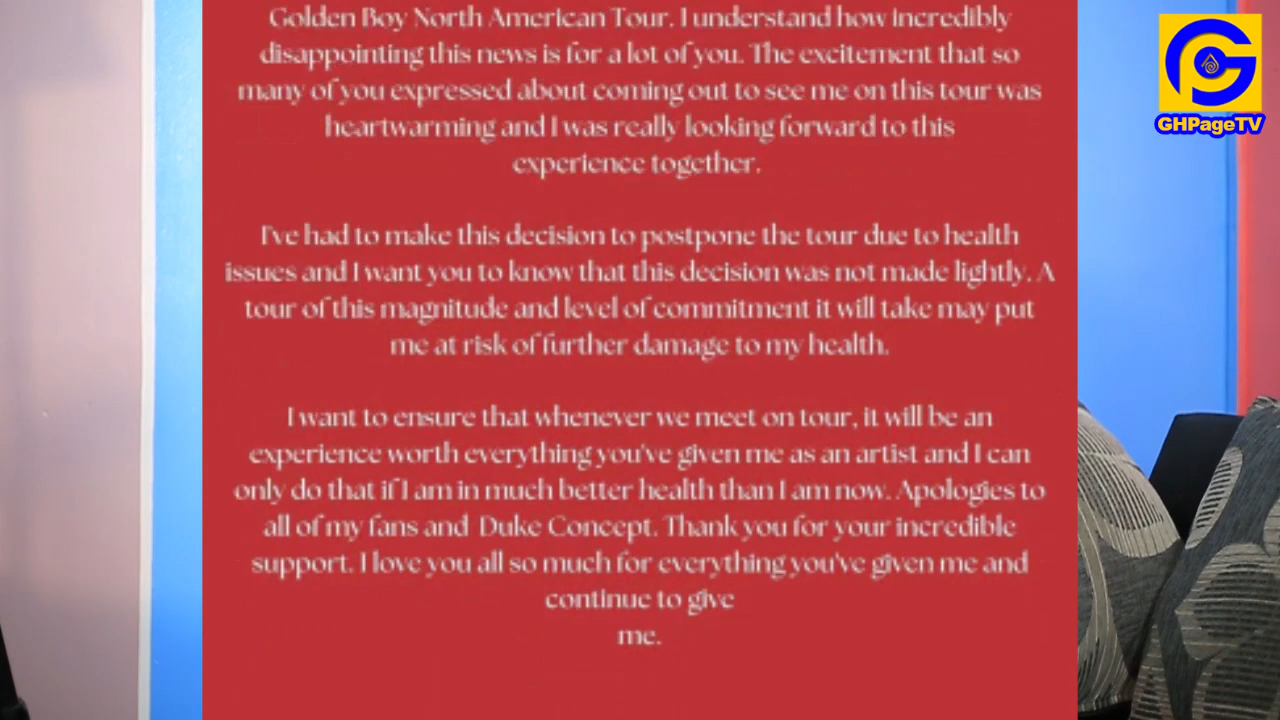 Golden Boy North American Tour. I understand how incredibly
disappointing this news is for a lot of you. The excitement that so
many of you expressed about coming out to see me on this tour was
heartwarming and I was really looking forward to this
experience together.
I've had to make this decision to postpone the tour due to health
issues and I want you to know that this decision was not made lightly. A
tour of this magnitude and level of commitment it will take may put
me at risk of further damage to my health.
I want to ensure that whenever we meet on tour, it will be an
experience worth everything you've given me as an artist and I can
only do that if I am in much better health than I am now. Apologies to
all of my fans and Duke Concept. Thank you for your incredible
support. I love you all so much for everything you've given me and
continue to give
me.
GHPageTV